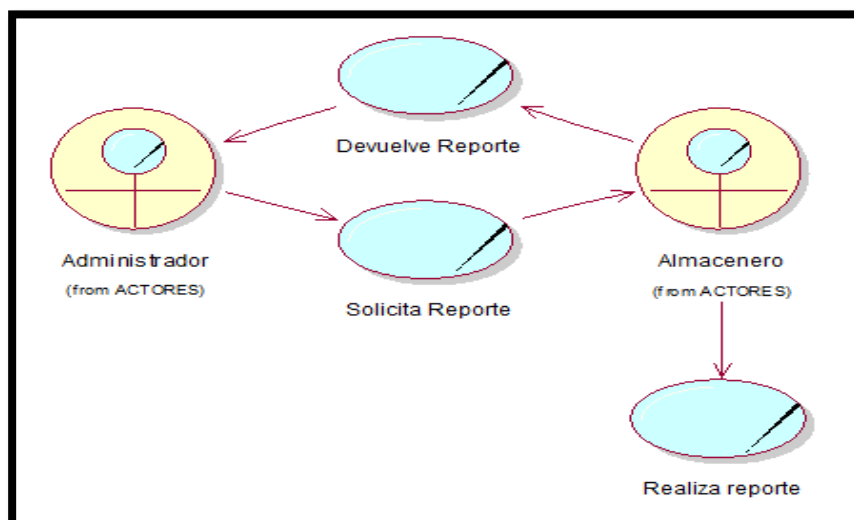 Devuelve Reporte
Administrador
(from ACTORES)
Almacenero
(from ACTORES)
Solicita Reporte
Realiza reporte